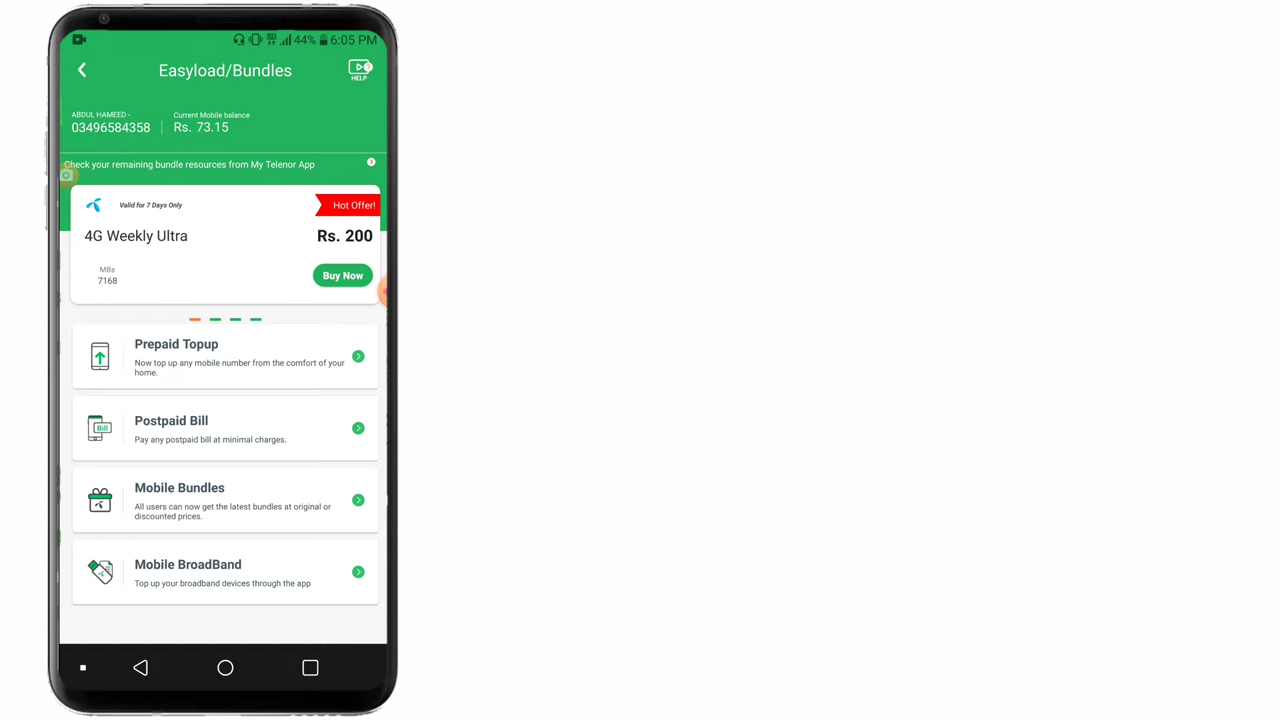 44% 6:05 PM
Easyload/Bundles
HELP
ABDUL HAMEED -
03496584358
Current Mobile balance
Rs. 73.15
Check your remaining bundle resources from My Telenor App
Valid for 7 Days Only
Hot Offer!
4G Weekly Ultra
Rs. 200
MBs
7168
Buy Now
Prepaid Topup
Now top up any mobile number from the comfort of your
home.
Postpaid Bill
Bill
Pay any postpaid bill at minimal charges.
Mobile Bundles
All users can now get the latest bundles at original or
discounted prices.
Mobile BroadBand
Top up your broadband devices through the app